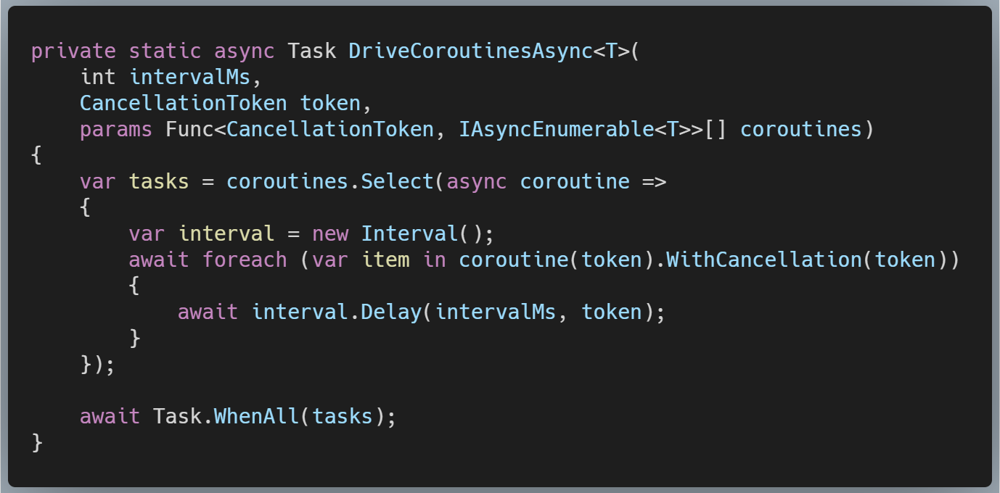 private static async Task DriveCoroutinesAsync<T>(
    int intervalMs,
    CancellationToken token,
    params Func<CancellationToken, IAsyncEnumerable<T>>[] coroutines)
{
    var tasks = coroutines.Select(async coroutine =>
    {
        var interval = new Interval();
        await foreach (var item in coroutine(token).WithCancellation(token))
        {
            await interval.Delay(intervalMs, token);
        }
    });

    await Task.WhenAll(tasks);
}